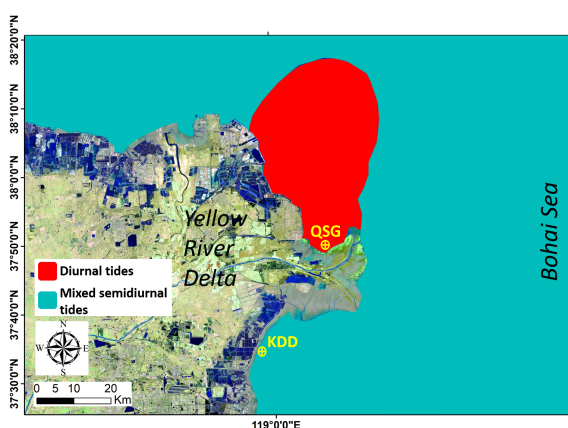 38°20'0"N
38°10'0"N
38°0'0"N
37°50'0"N
37°40'0"N
37°30'0"N
QSG
Yellow
River
Delta
Bohai Sea
Diurnal tides
Mixed semidiurnal
tides
KDD
N
W
E
S
0 5 10 20
Km
119°0'0"E